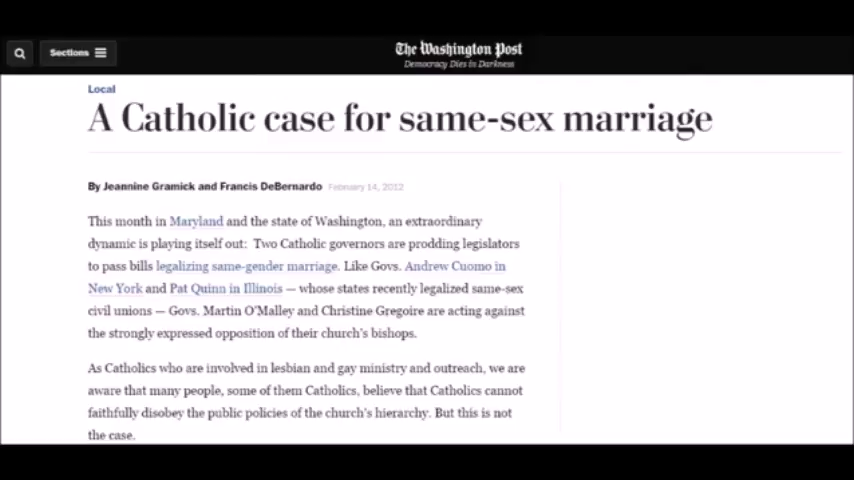 Sections
The Washington Post
Democracy Dies in Darkness
Local
A Catholic case for same-sex marriage
By Jeannine Gramick and Francis DeBernardo February 14, 2012
This month in Maryland and the state of Washington, an extraordinary
dynamic is playing itself out:  Two Catholic governors are prodding legislators
to pass bills legalizing same-gender marriage. Like Govs. Andrew Cuomo in
New York and Pat Quinn in Illinois — whose states recently legalized same-sex
civil unions — Govs. Martin O'Malley and Christine Gregoire are acting against
the strongly expressed opposition of their church's bishops.
As Catholics who are involved in lesbian and gay ministry and outreach, we are
aware that many people, some of them Catholics, believe that Catholics cannot
faithfully disobey the public policies of the church's hierarchy. But this is not
the case.